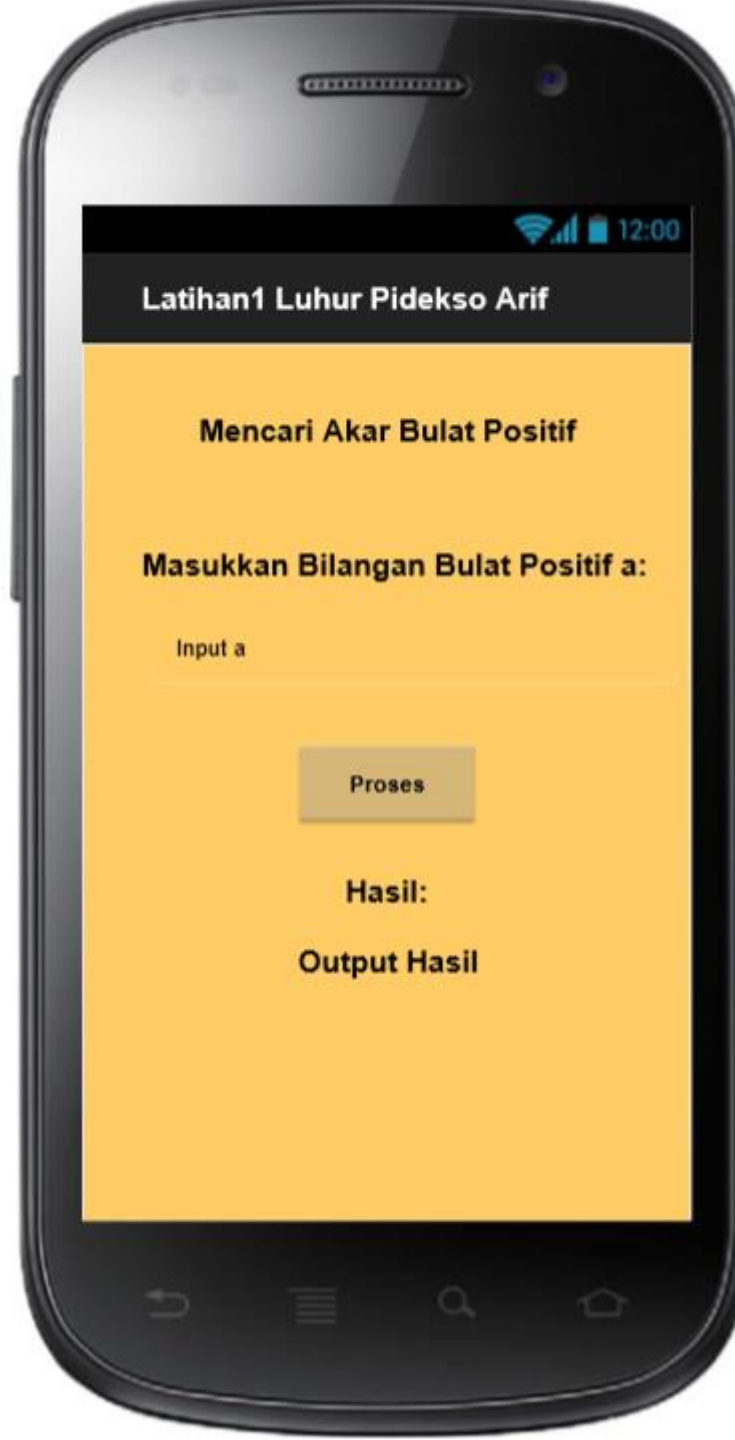 12:00
Latihan1 Luhur Pidekso Arif
Mencari Akar Bulat Positif
Masukkan Bilangan Bulat Positif a:
Input a
Proses
Hasil:
Output Hasil